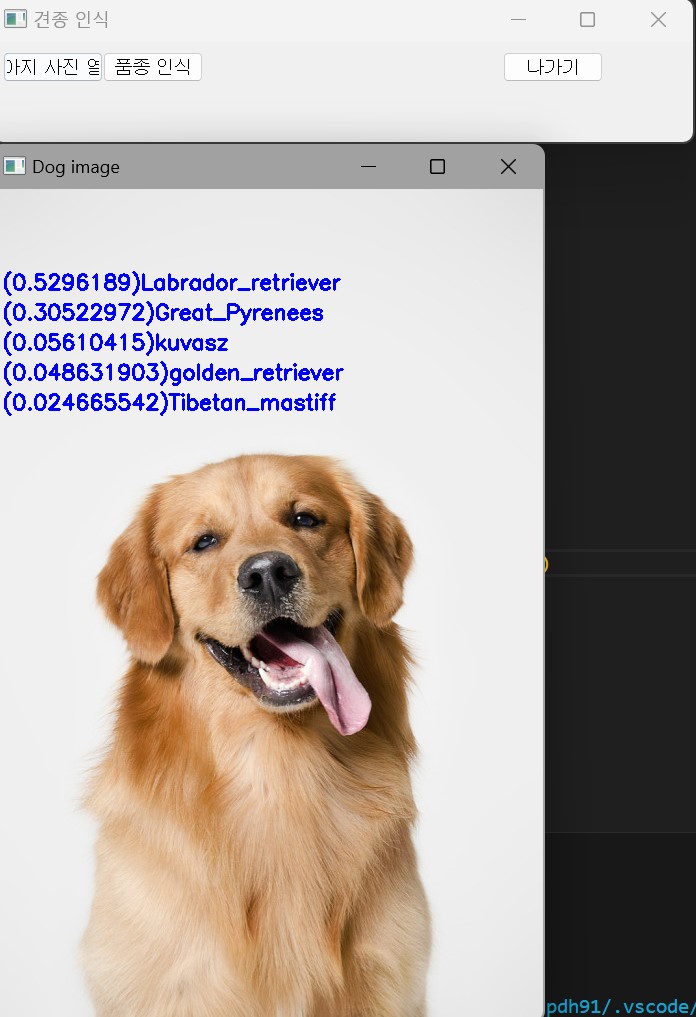 견종 인식
아지 사진 열
품종 인식
나가기
Dog image
(0.5296189)Labrador_retriever
(0.30522972)Great_Pyrenees
(0.05610415)kuvasz
(0.048631903)golden_retriever
(0.024665542)Tibetan_mastiff
)
pdh91/.vscode/